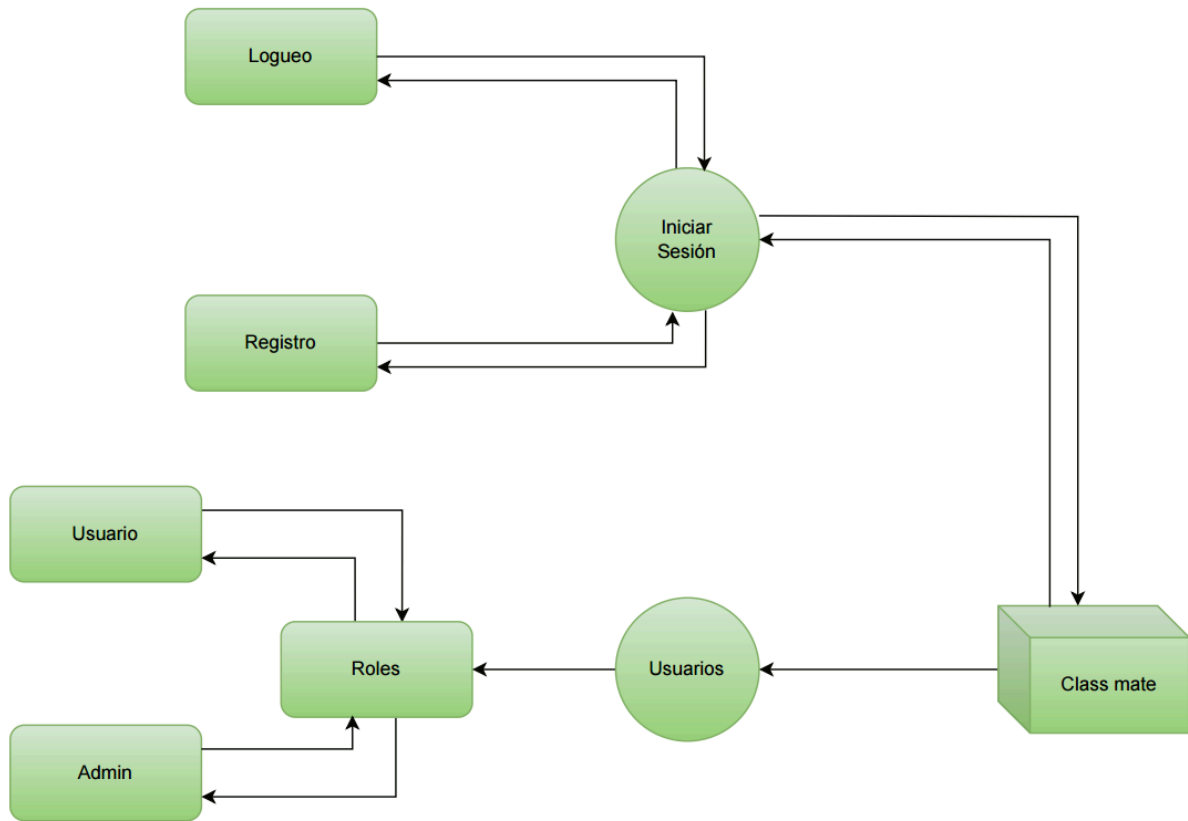 Logueo
Iniciar
Sesión
Registro
Usuario
Roles
Usuarios
Class mate
Admin